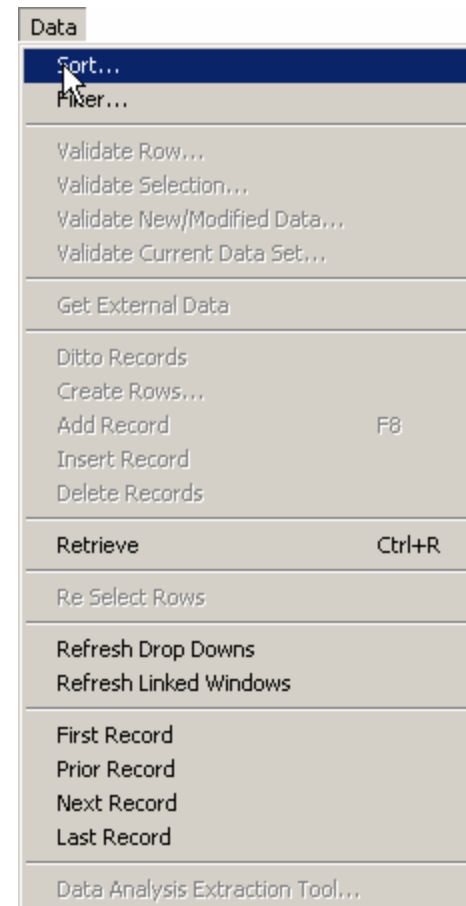 Data
Sort...
Filter...
Validate Row...
Validate Selection...
Validate New/Modified Data...
Validate Current Data Set...
Get External Data
Ditto Records
Create Rows...
Add Record F8
Insert Record
Delete Records
Retrieve Ctrl+R
Re Select Rows
Refresh Drop Downs
Refresh Linked Windows
First Record
Prior Record
Next Record
Last Record
Data Analysis Extraction Tool...